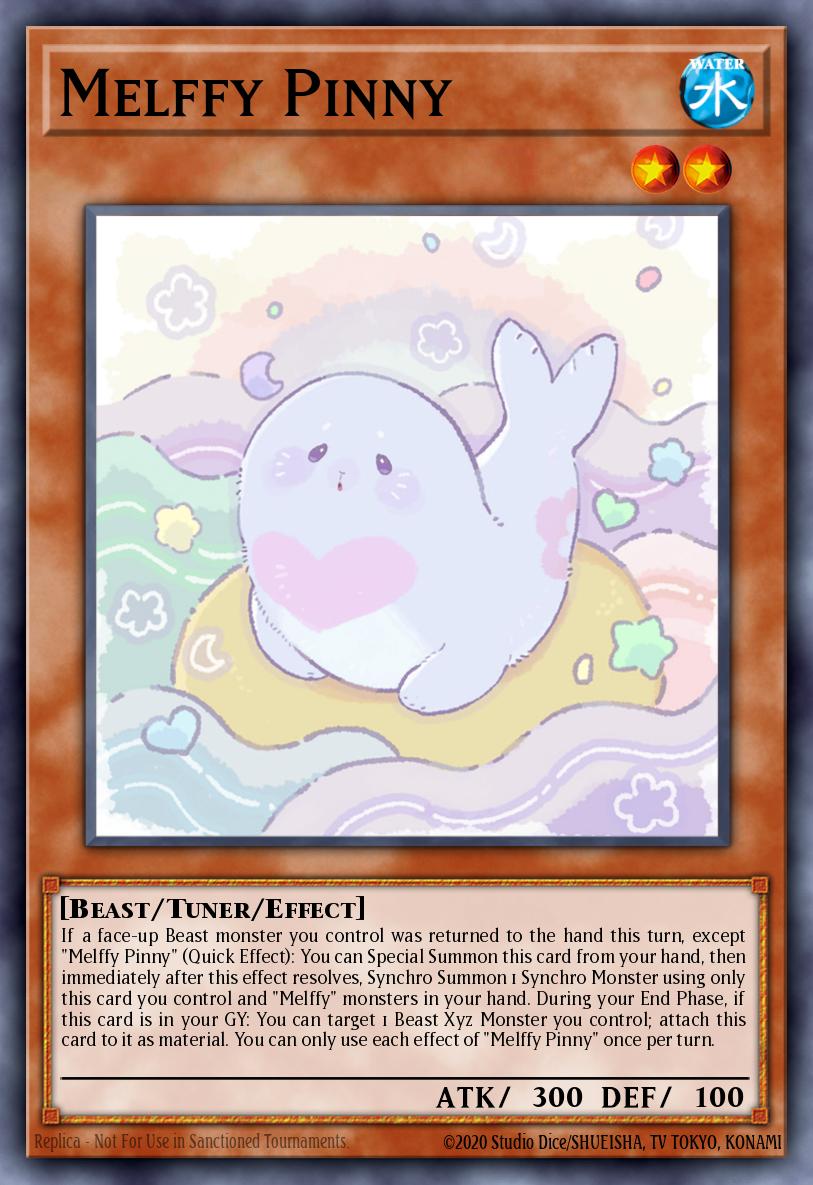 Melffy Pinny
WATER
水
[Beast/Tuner/Effect]
If a face-up Beast monster you control was returned to the hand this turn, except
"Melffy Pinny" (Quick Effect): You can Special Summon this card from your hand, then
immediately after this effect resolves, Synchro Summon 1 Synchro Monster using only
this card you control and "Melffy" monsters in your hand. During your End Phase, if
this card is in your GY: You can target 1 Beast Xyz Monster you control; attach this
card to it as material. You can only use each effect of "Melffy Pinny" once per turn.
ATK/ 300 DEF/ 100
Replica - Not For Use in Sanctioned Tournaments.
©2020 Studio Dice/SHUEISHA, TV TOKYO, KONAMI